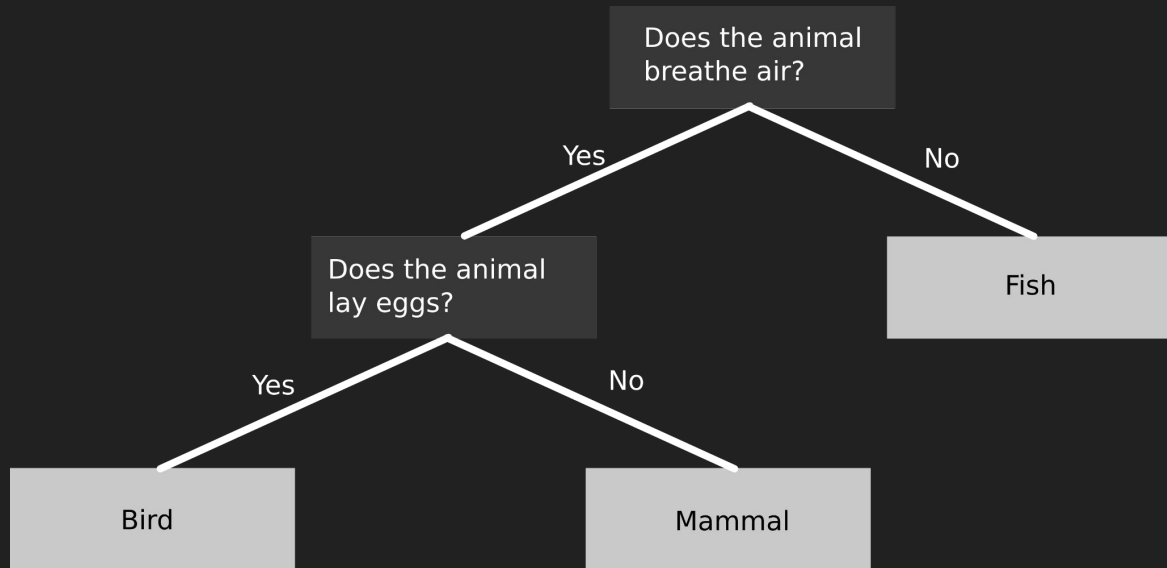 Does the animal
breathe air?
Yes
No
Does the animal
lay eggs?
Fish
Yes
No
Bird
Mammal